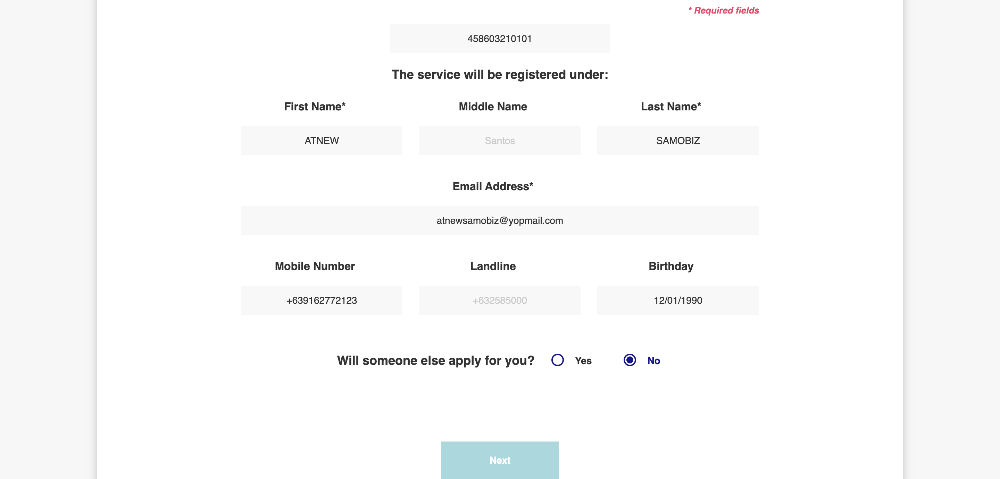 * Required fields
458603210101
The service will be registered under:
First Name* Middle Name Last Name*
ATNEW Santos SAMOBIZ
Email Address*
atnewsamobiz@yopmail.com
Mobile Number Landline Birthday
+639162772123 +632585000 12/01/1990
Will someone else apply for you? Yes No
Next